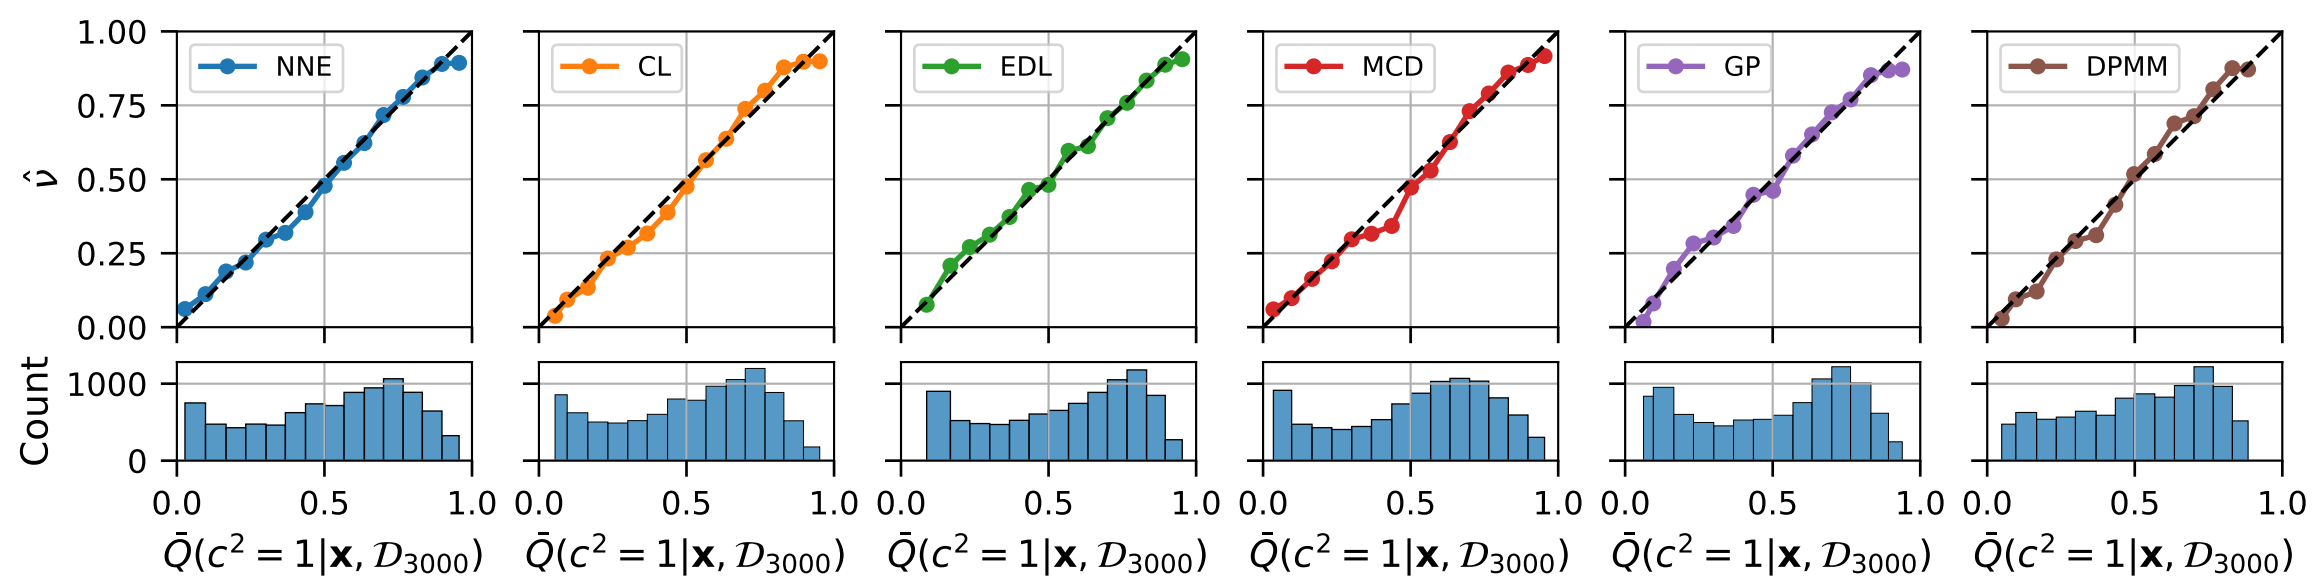 1.00
0.75
0.50
0.25
0.00
ν̂
NNE
CL
EDL
MCD
GP
DPMM
Count
1000
0
0.0 0.5 1.0
0.0 0.5 1.0
0.0 0.5 1.0
0.0 0.5 1.0
0.0 0.5 1.0
0.0 0.5 1.0
Q̄(c² = 1|x, 𝒟₃₀₀₀)
Q̄(c² = 1|x, 𝒟₃₀₀₀)
Q̄(c² = 1|x, 𝒟₃₀₀₀)
Q̄(c² = 1|x, 𝒟₃₀₀₀)
Q̄(c² = 1|x, 𝒟₃₀₀₀)
Q̄(c² = 1|x, 𝒟₃₀₀₀)